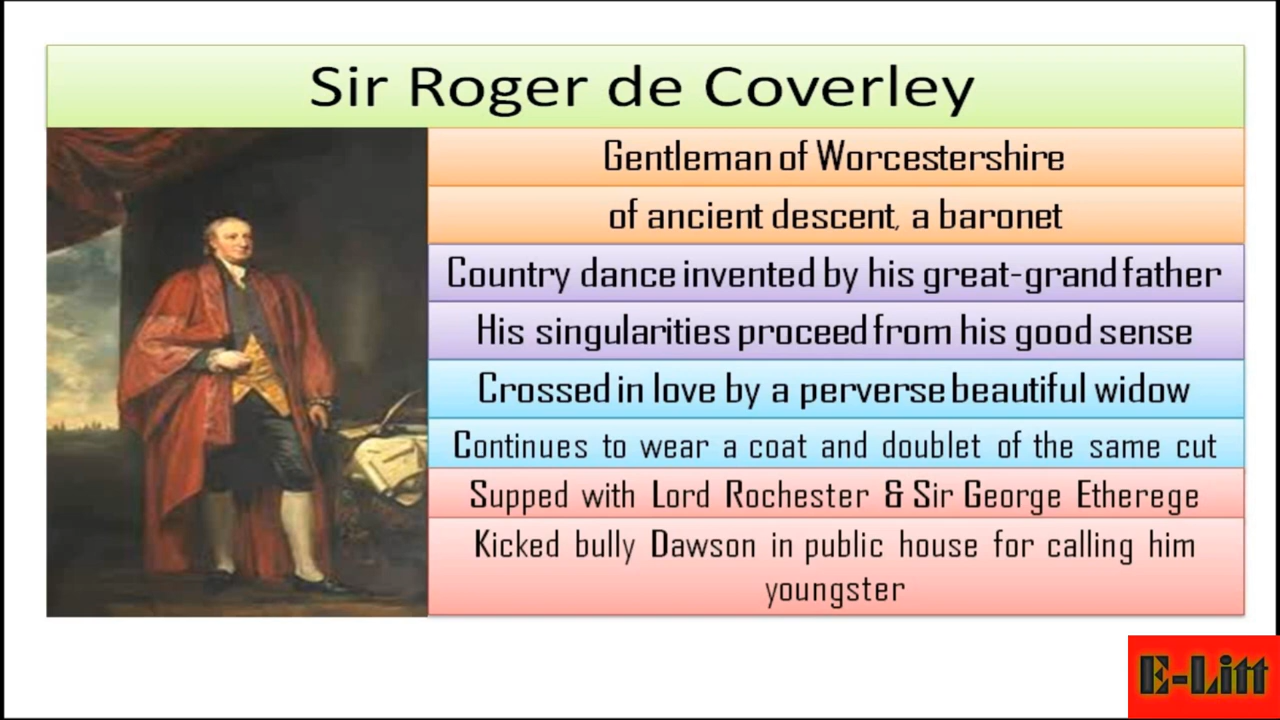 Sir Roger de Coverley
Gentleman of Worcestershire
of ancient descent, a baronet
Country dance invented by his great-grandfather
His singularities proceed from his good sense
Crossed in love by a perverse beautiful widow
Continues to wear a coat and doublet of the same cut
Supped with Lord Rochester & Sir George Etherege
Kicked bully Dawson in public house for calling him
youngster
E-Litt